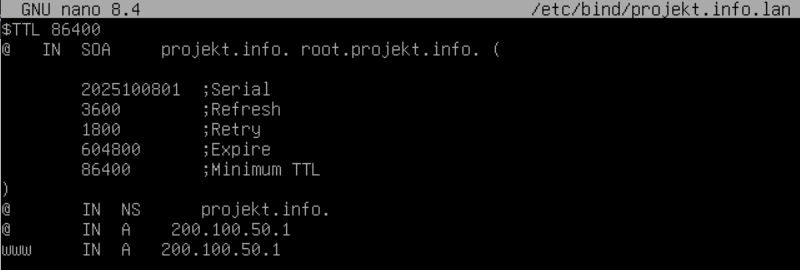 GNU nano 8.4 /etc/bind/projekt.info.lan
$TTL 86400
@ IN SOA projekt.info. root.projekt.info. (
2025100801 ;Serial
3600 ;Refresh
1800 ;Retry
604800 ;Expire
86400 ;Minimum TTL
)
@ IN NS projekt.info.
@ IN A 200.100.50.1
www IN A 200.100.50.1